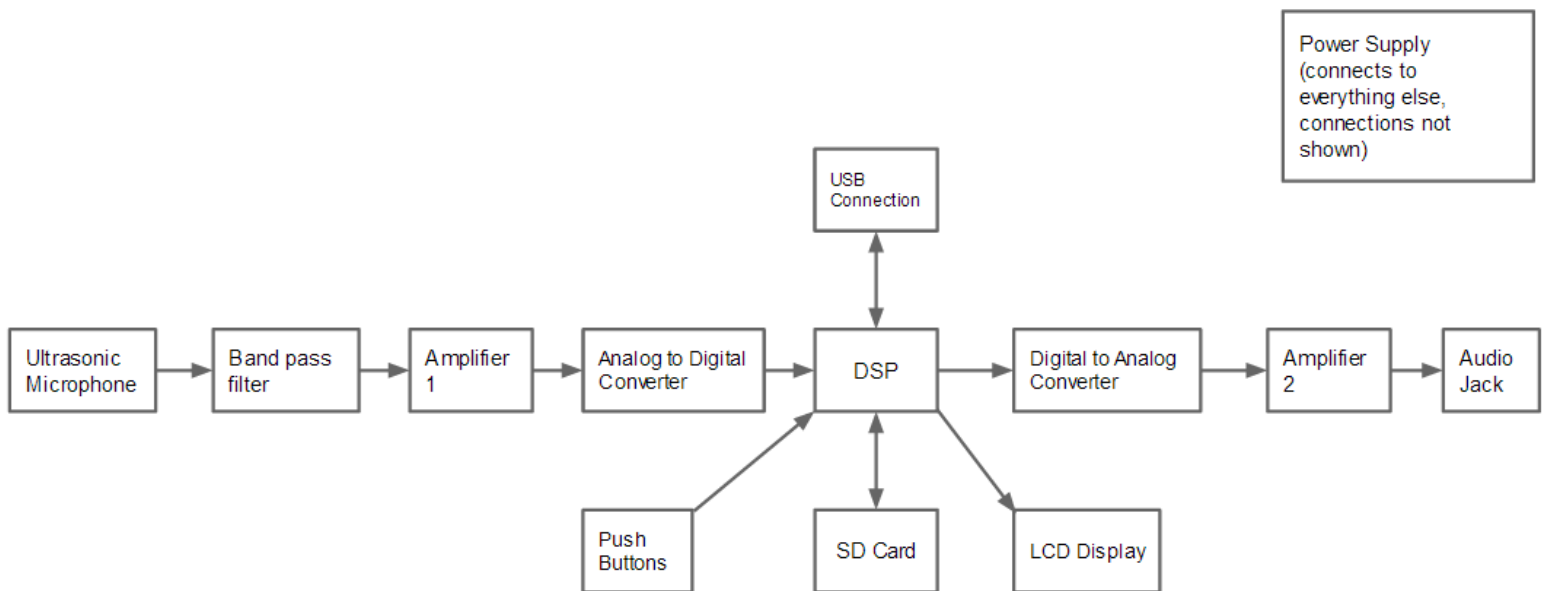 Power Supply
(connects to
everything else,
connections not
shown)
USB
Connection
Ultrasonic
Microphone
Band pass
filter
Amplifier
1
Analog to Digital
Converter
DSP
Digital to Analog
Converter
Amplifier
2
Audio
Jack
Push
Buttons
SD Card
LCD Display